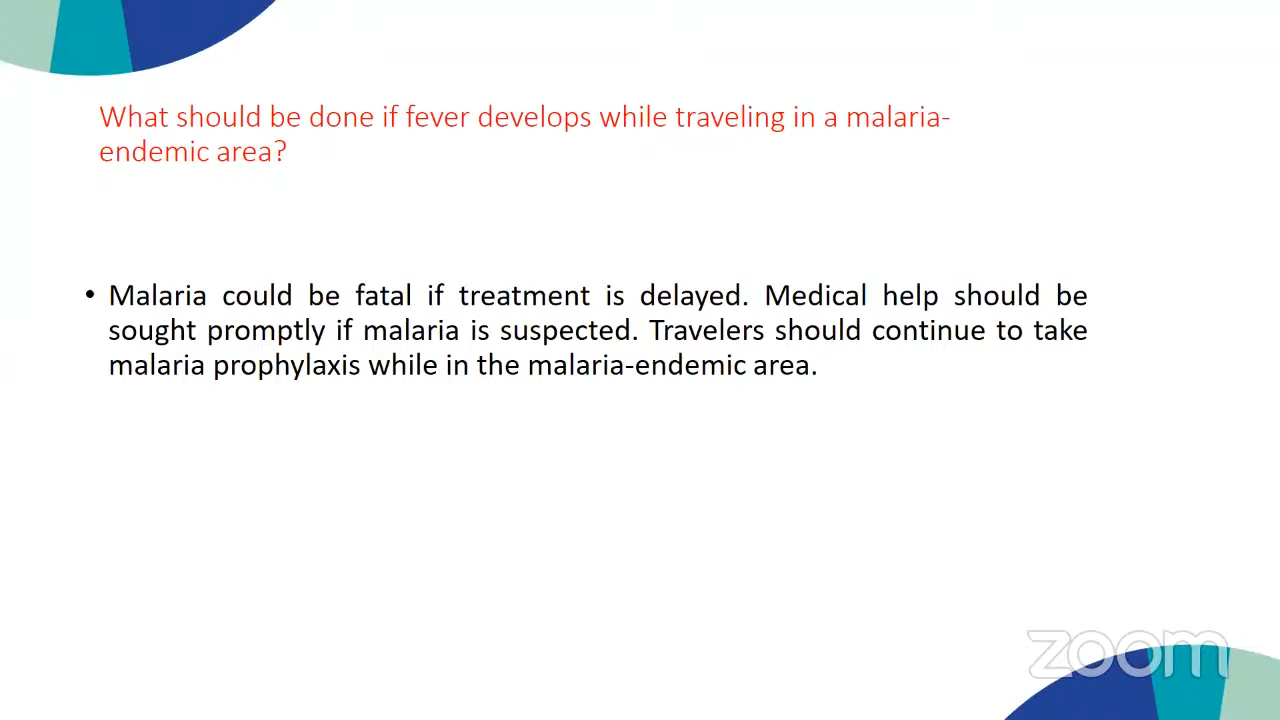 What should be done if fever develops while traveling in a malaria-
endemic area?
• Malaria could be fatal if treatment is delayed. Medical help should be
sought promptly if malaria is suspected. Travelers should continue to take
malaria prophylaxis while in the malaria-endemic area.
zoom